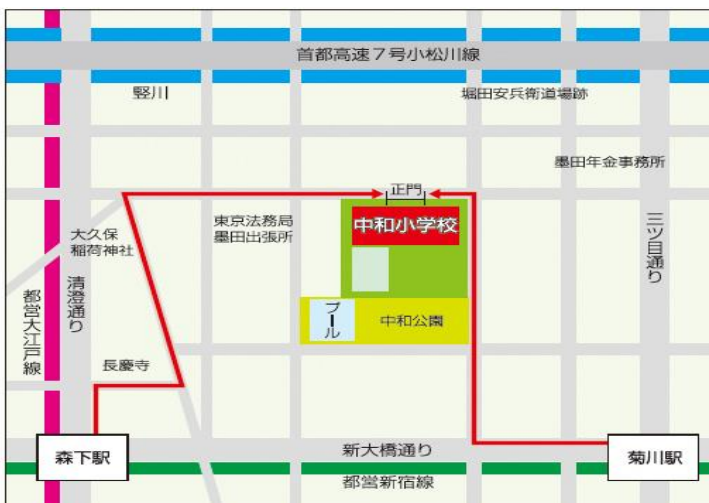 首都高速7号小松川線
竪川
堀田安兵衛道場跡
墨田年金事務所
正門
中和小学校
東京法務局
墨田出張所
大久保
稲荷神社
清澄通り
三ツ目通り
都営大江戸線
プール
中和公園
長慶寺
森下駅
新大橋通り
菊川駅
都営新宿線